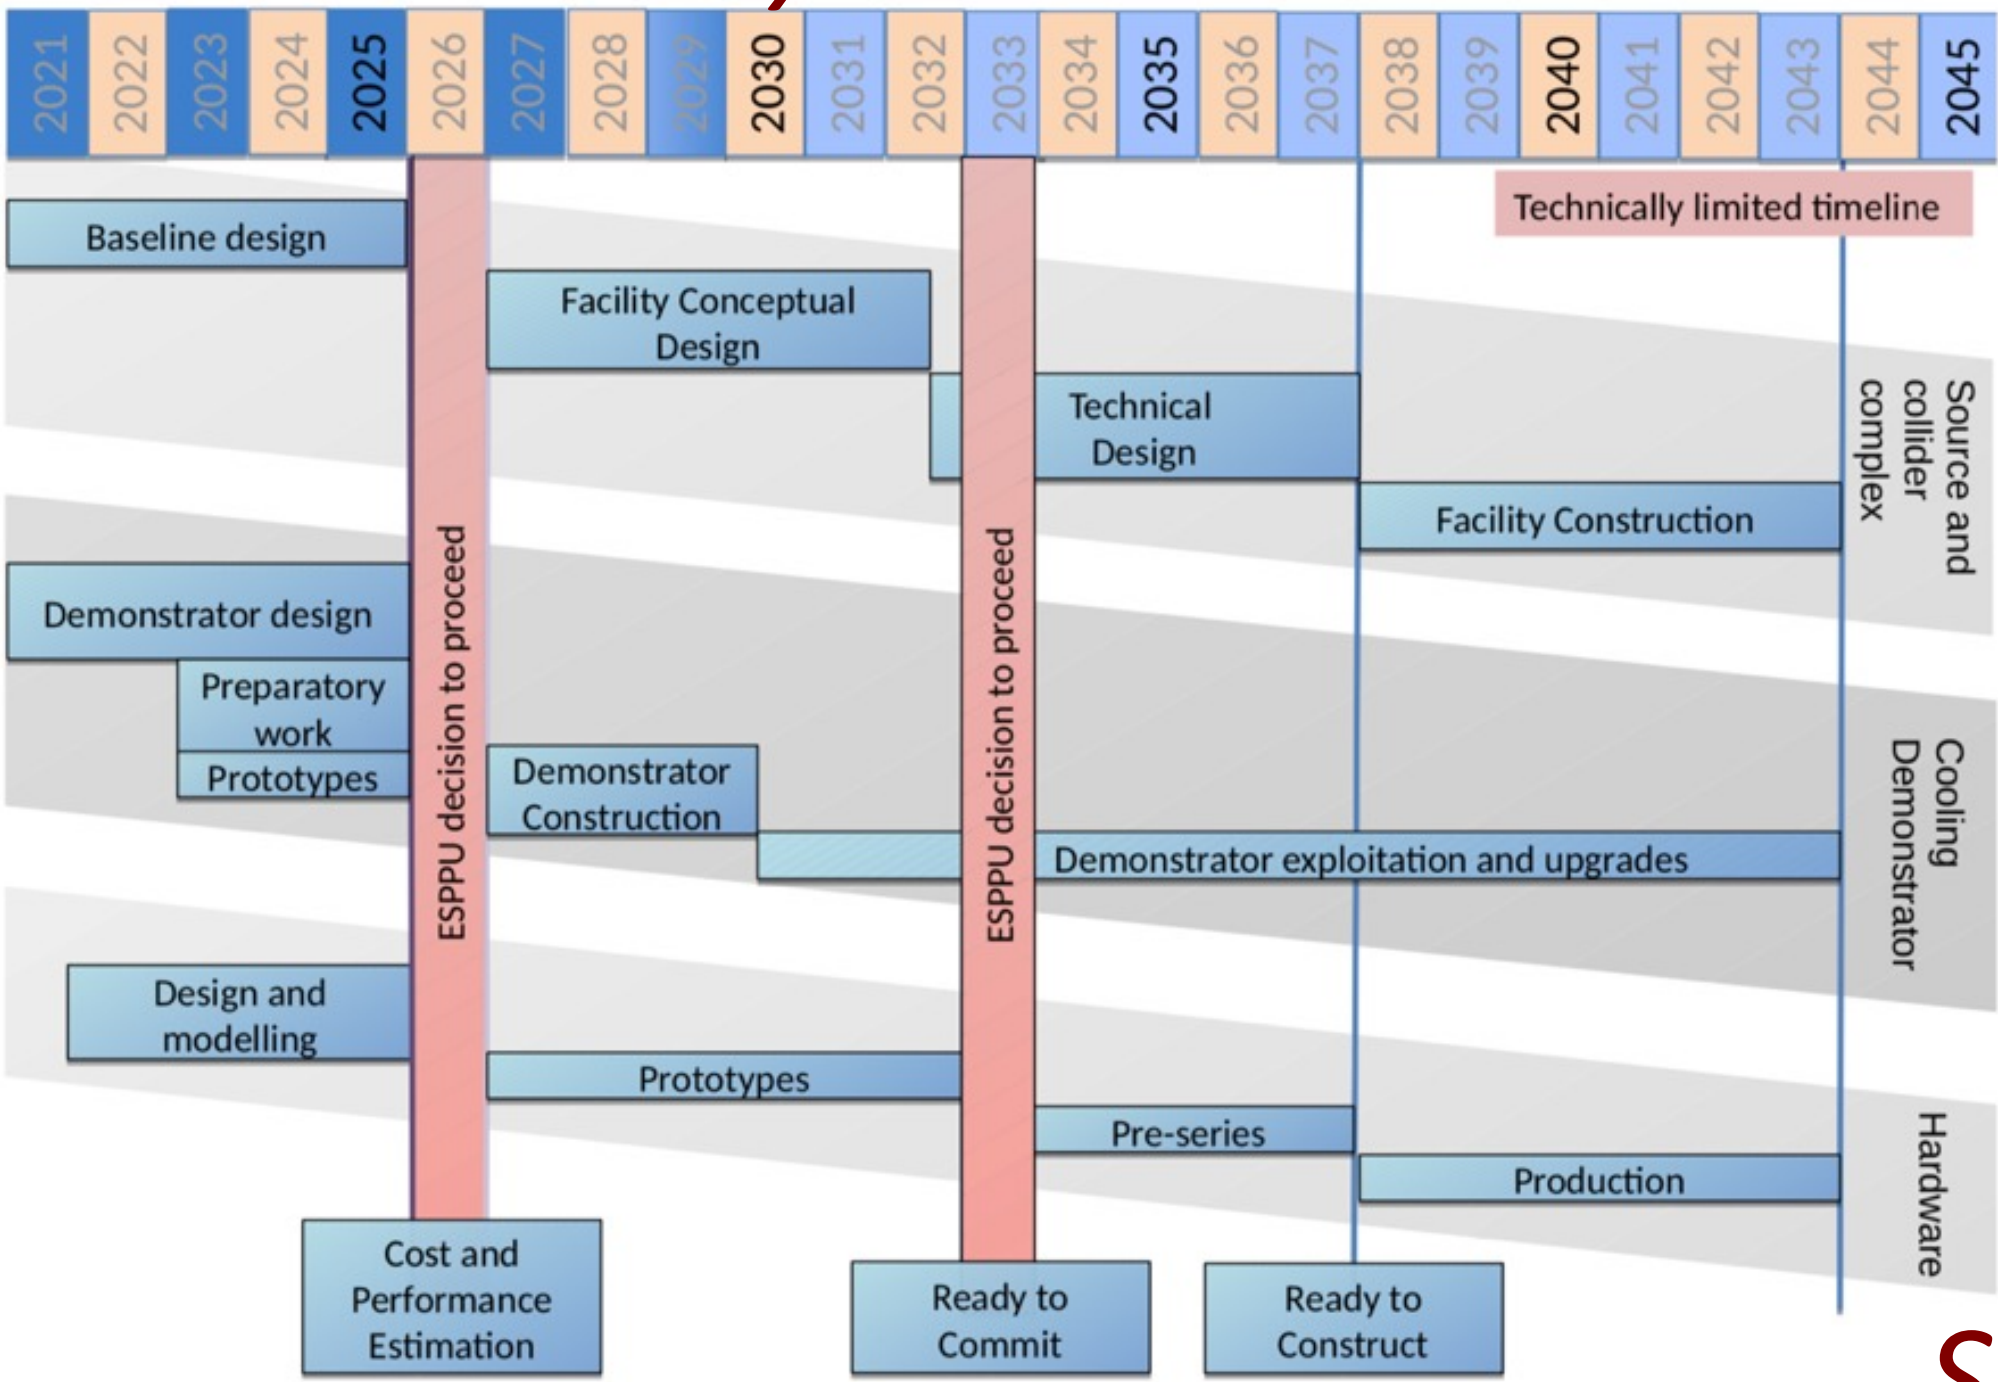 2021 2022 2023 2024 2025 2026 2027 2028 2029 2030 2031 2032 2033 2034 2035 2036 2037 2038 2039 2040 2041 2042 2043 2044 2045
Technically limited timeline
Baseline design
Facility Conceptual
Design
Technical
Design
Facility Construction
Source and
collider
complex
ESPPU decision to proceed
ESPPU decision to proceed
Demonstrator design
Preparatory
work
Prototypes
Demonstrator
Construction
Demonstrator exploitation and upgrades
Cooling
Demonstrator
Design and
modelling
Prototypes
Pre-series
Production
Hardware
Cost and
Performance
Estimation
Ready to
Commit
Ready to
Construct